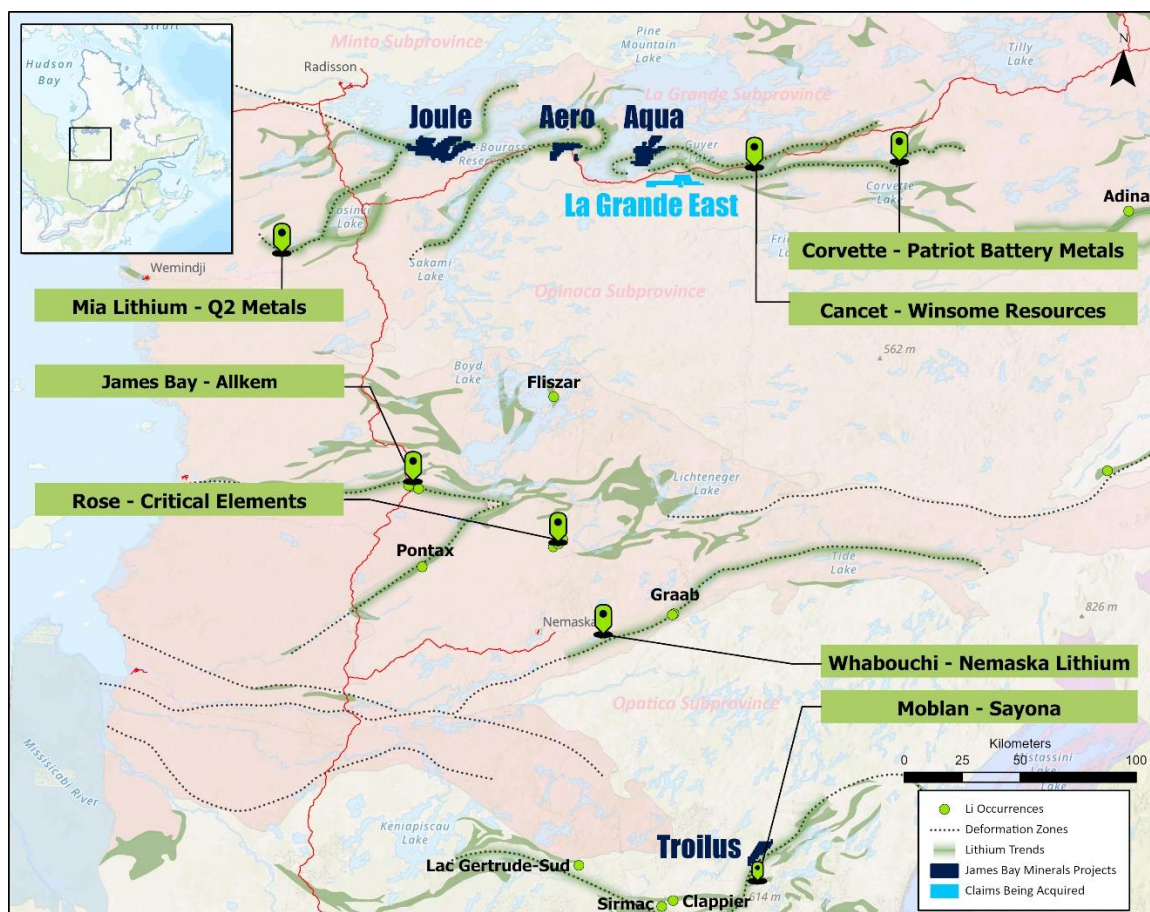 Strait
Hudson
Bay
Minto Subprovince
Pine
Mountain
Lake
Tilly
Lake
N
Radisson
La Grande Subprovince
Joule
Aero
Aqua
La Grande East
Corvette
Lake
Adina
Wemindji
Sakami
Lake
Corvette - Patriot Battery Metals
Mia Lithium - Q2 Metals
Opinaca Subprovince
Cancet - Winsome Resources
562 m
James Bay - Allkem
Boyd
Lake
Fliszar
Rose - Critical Elements
Lichteneger
Lake
Pontax
Tide
Lake
Graab
Nemaska
826 m
Whabouchi - Nemaska Lithium
Opatica Subprovince
Moblan - Sayona
Missisicabi River
Kilometers
0 25 50 100
Keniapiscau
Lake
Troilus
Lac Gertrude-Sud
614 m
Sirmac
Clappier
Li Occurrences
Deformation Zones
Lithium Trends
James Bay Minerals Projects
Claims Being Acquired